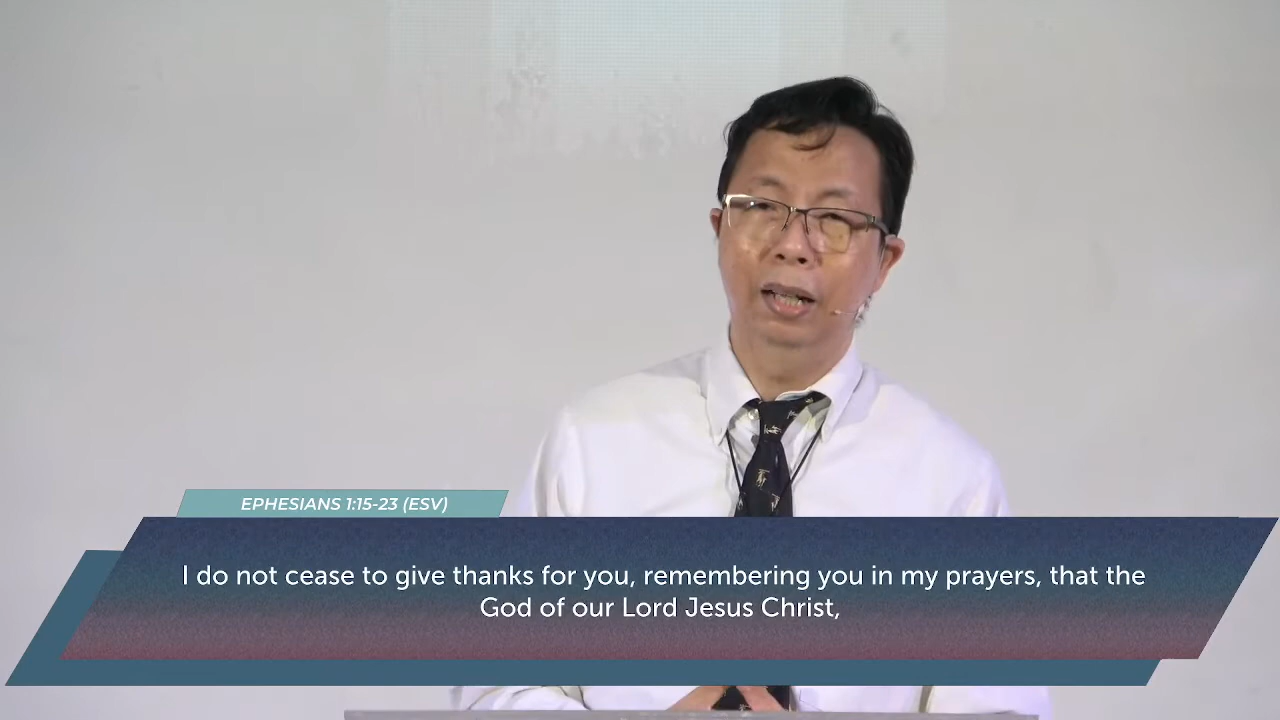 EPHESIANS 1:15-23 (ESV)
I do not cease to give thanks for you, remembering you in my prayers, that the
God of our Lord Jesus Christ,